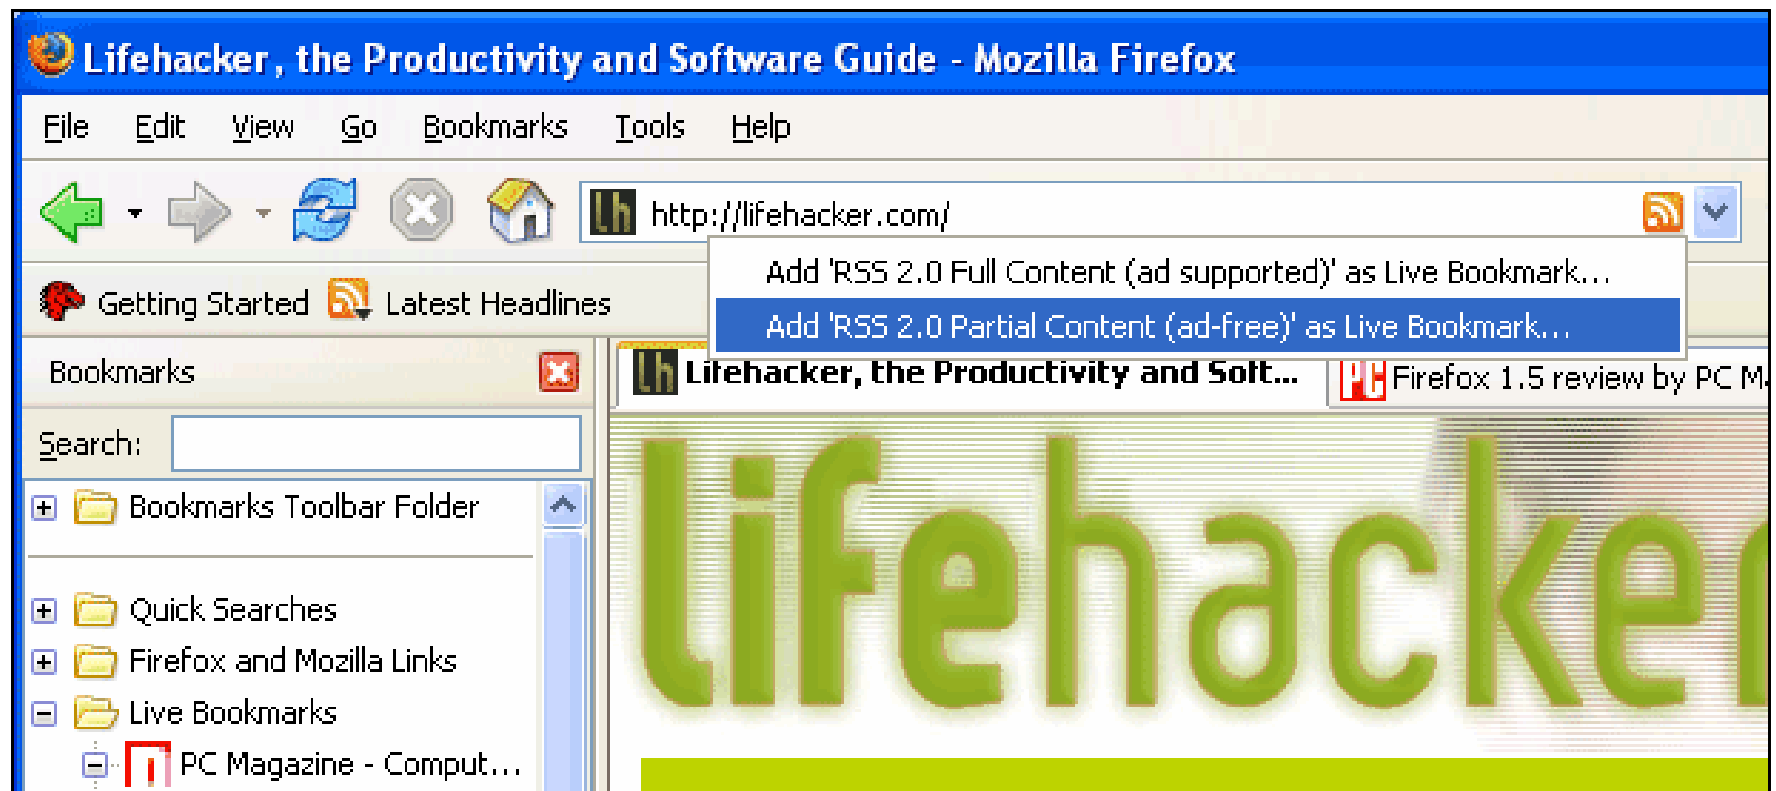 Lifehacker, the Productivity and Software Guide - Mozilla Firefox
File Edit View Go Bookmarks Tools Help
lh http://lifehacker.com/
Add 'RSS 2.0 Full Content (ad supported)' as Live Bookmark...
Add 'RSS 2.0 Partial Content (ad-free)' as Live Bookmark...
Getting Started Latest Headlines
Bookmarks
lh Lifehacker, the Productivity and Soft...
PC Firefox 1.5 review by PC M
Search:
lifehacker
Bookmarks Toolbar Folder
Quick Searches
Firefox and Mozilla Links
Live Bookmarks
PC Magazine - Comput...